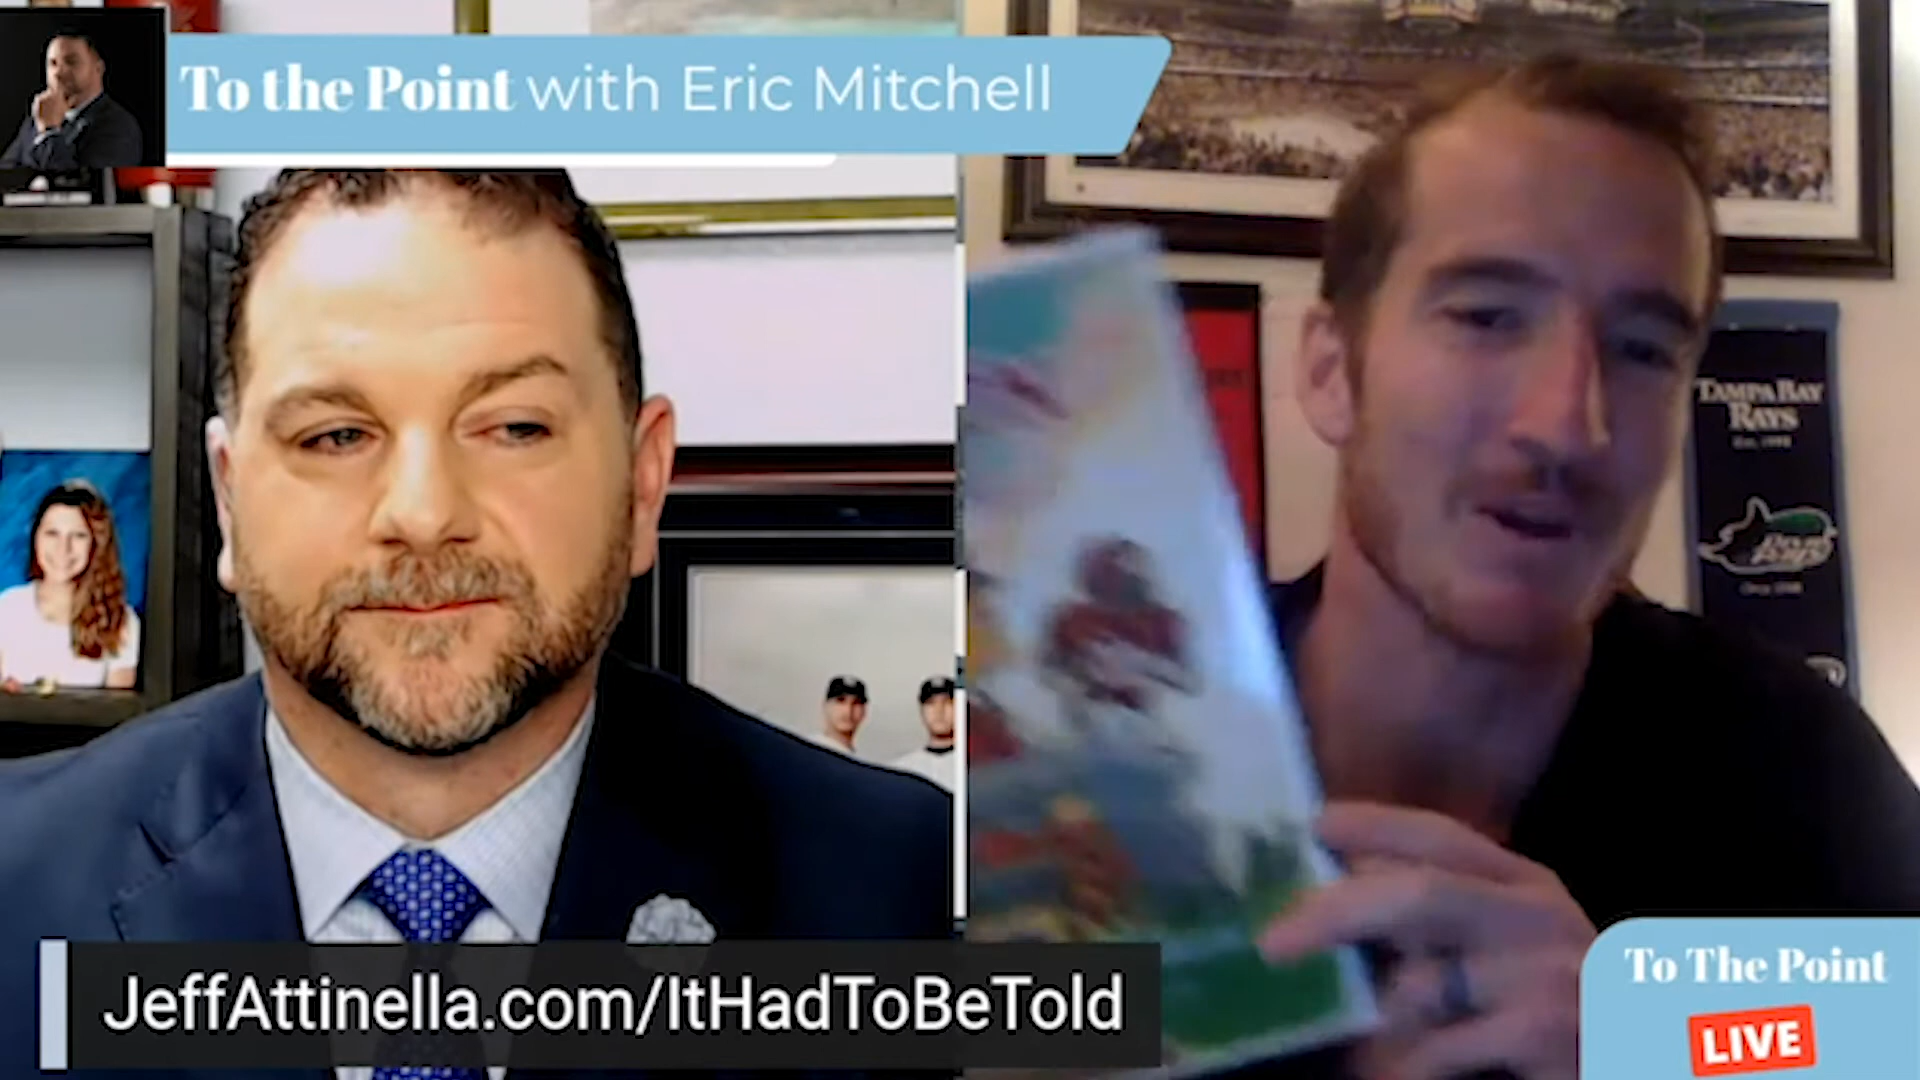 To the Point with Eric Mitchell
TAMPA BAY
RAYS
JeffAttinella.com/ItHadToBeTold
To The Point
LIVE